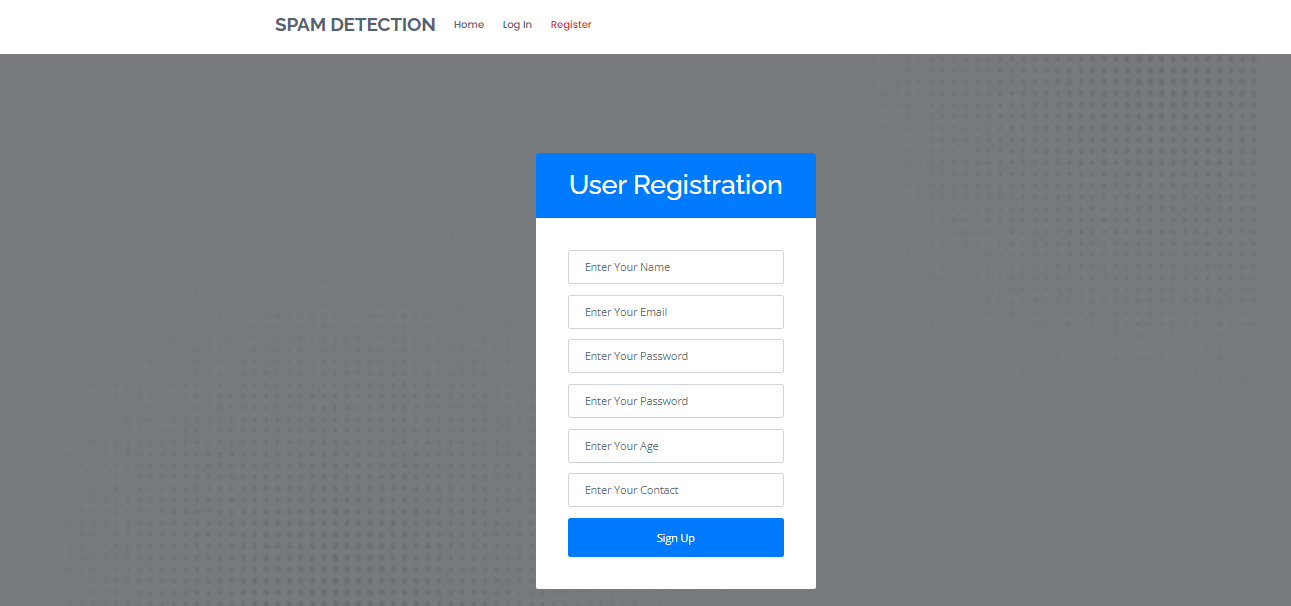 SPAM DETECTION Home Log In Register
User Registration
Enter Your Name
Enter Your Email
Enter Your Password
Enter Your Password
Enter Your Age
Enter Your Contact
Sign Up